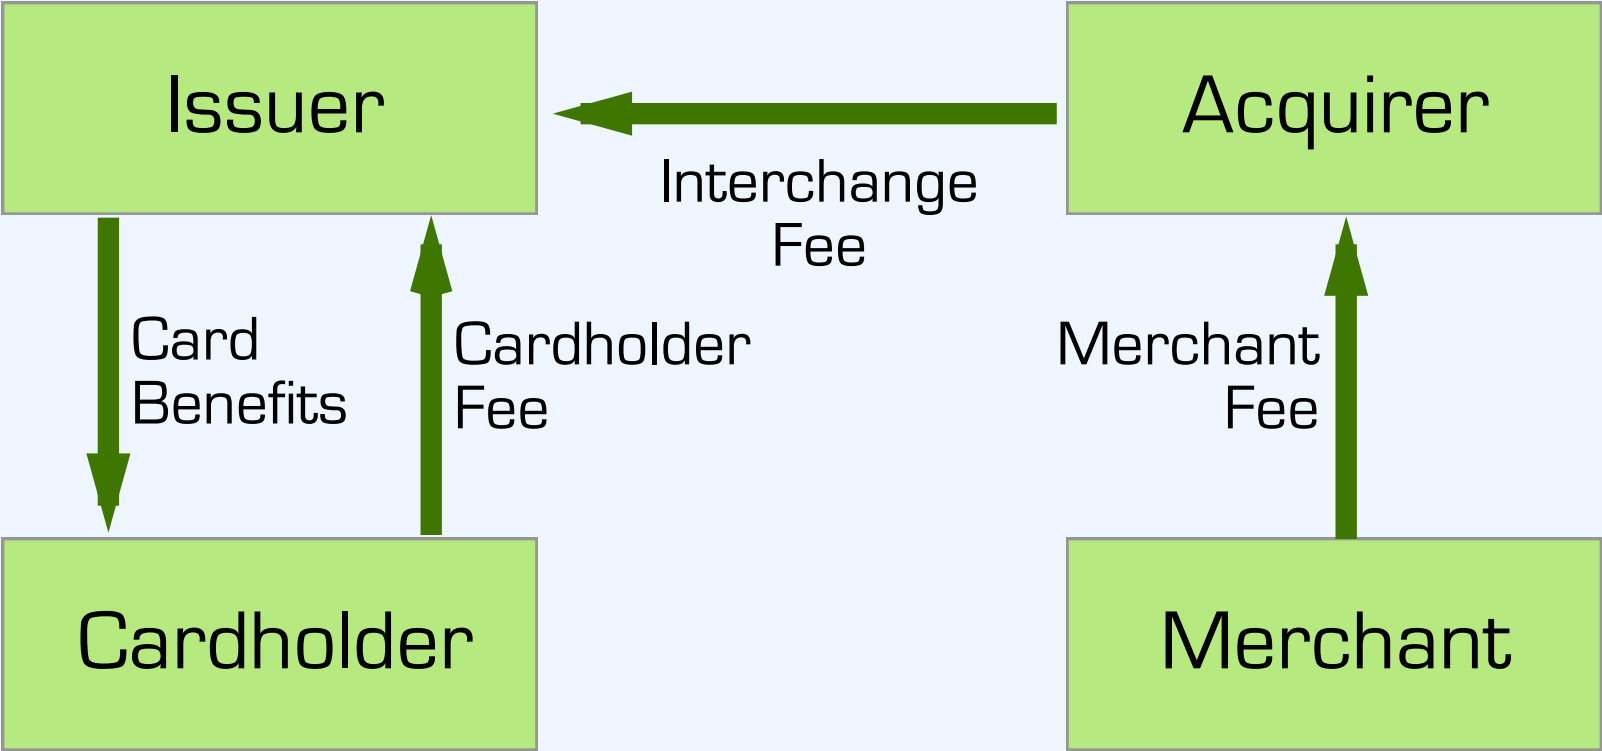 Issuer
Acquirer
Interchange
Fee
Card
Benefits
Cardholder
Fee
Merchant
Fee
Cardholder
Merchant